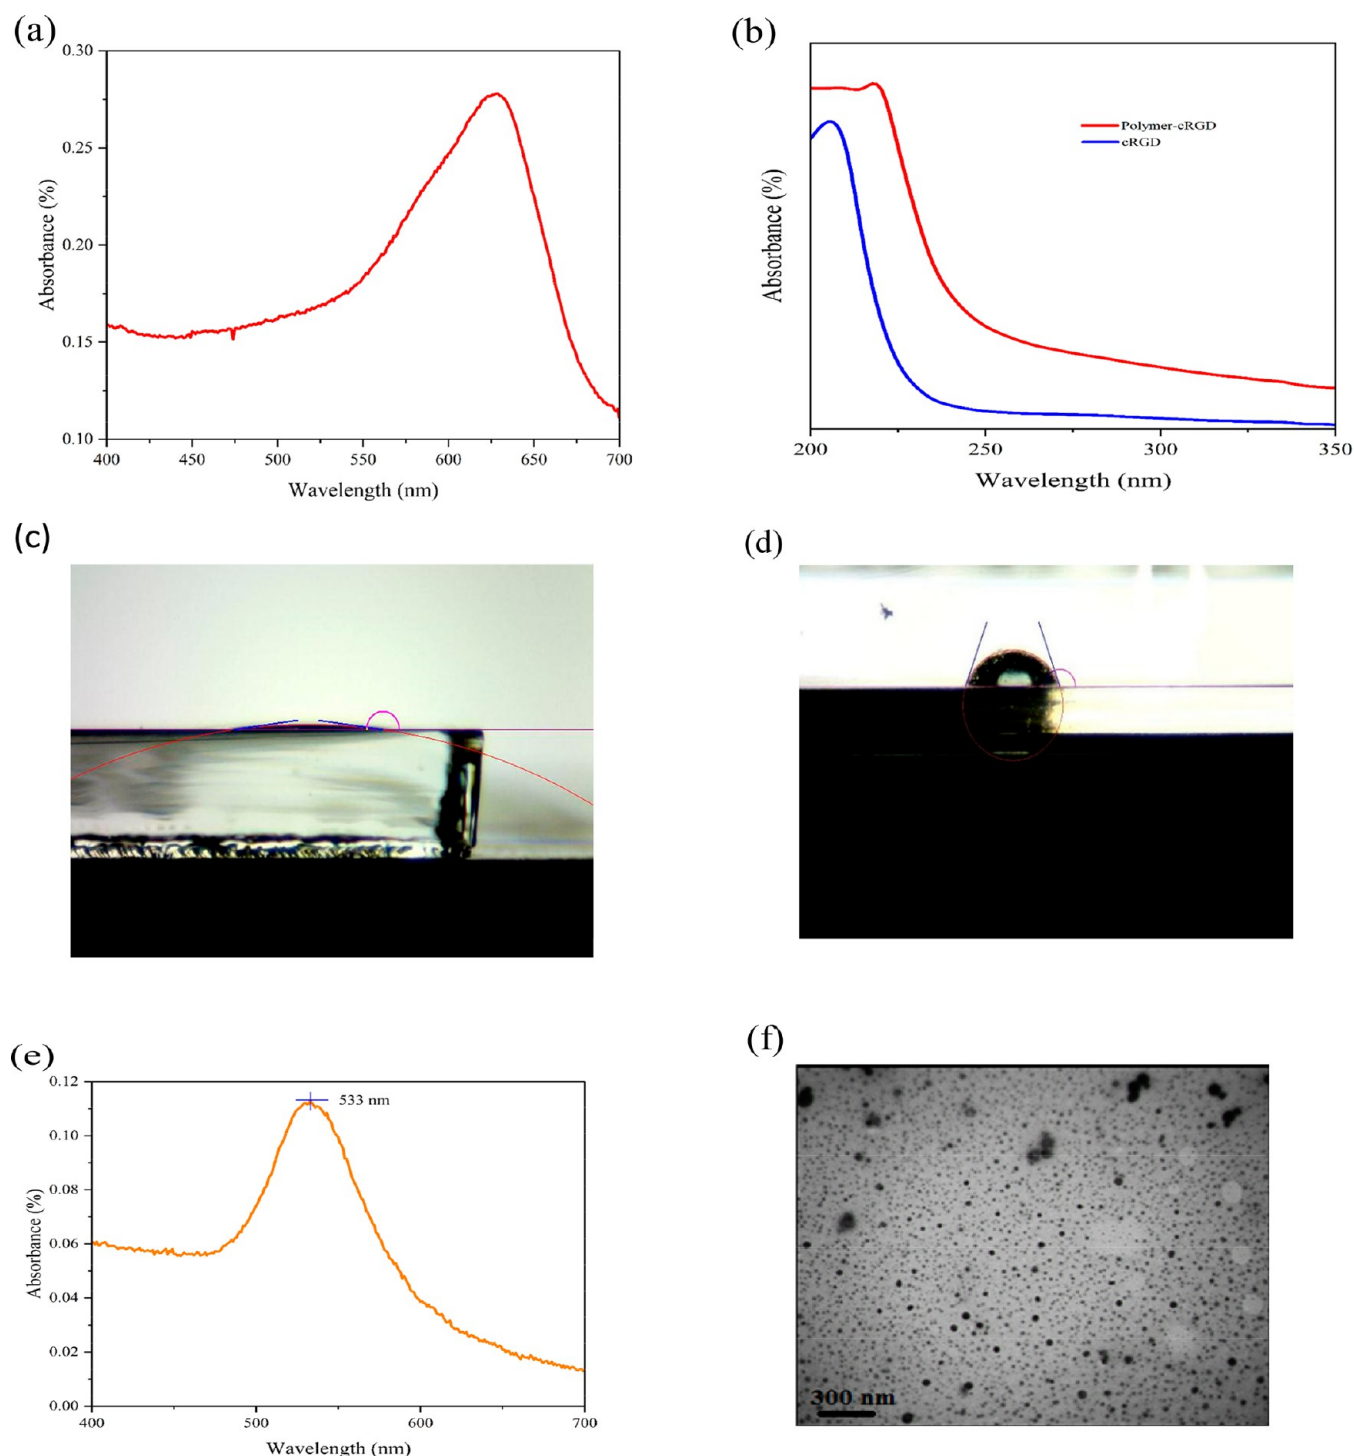 (a)
0.30
0.25
0.20
0.15
0.10
Absorbance (%)
400 450 500 550 600 650 700
Wavelength (nm)
(b)
Polymer-cRGD
cRGD
Absorbance (%)
200 250 300 350
Wavelength (nm)
(c)
(d)
(e)
0.12
0.10
0.08
0.06
0.04
0.02
0.00
Absorbance (%)
533 nm
400 500 600 700
Wavelength (nm)
(f)
300 nm